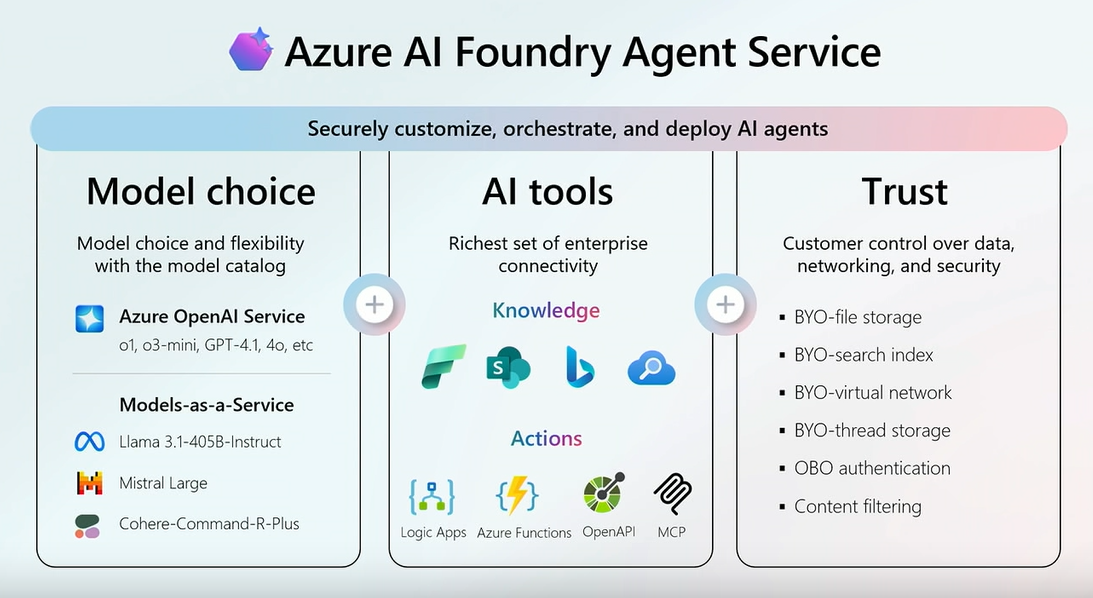 Azure AI Foundry Agent Service
Securely customize, orchestrate, and deploy AI agents
Model choice
Model choice and flexibility
with the model catalog
Azure OpenAI Service
o1, o3-mini, GPT-4.1, 4o, etc
Models-as-a-Service
Llama 3.1-405B-Instruct
Mistral Large
Cohere-Command-R-Plus
AI tools
Richest set of enterprise
connectivity
Knowledge
S
Actions
Logic Apps
Azure Functions
OpenAPI
MCP
Trust
Customer control over data,
networking, and security
▪ BYO-file storage
▪ BYO-search index
▪ BYO-virtual network
▪ BYO-thread storage
▪ OBO authentication
▪ Content filtering